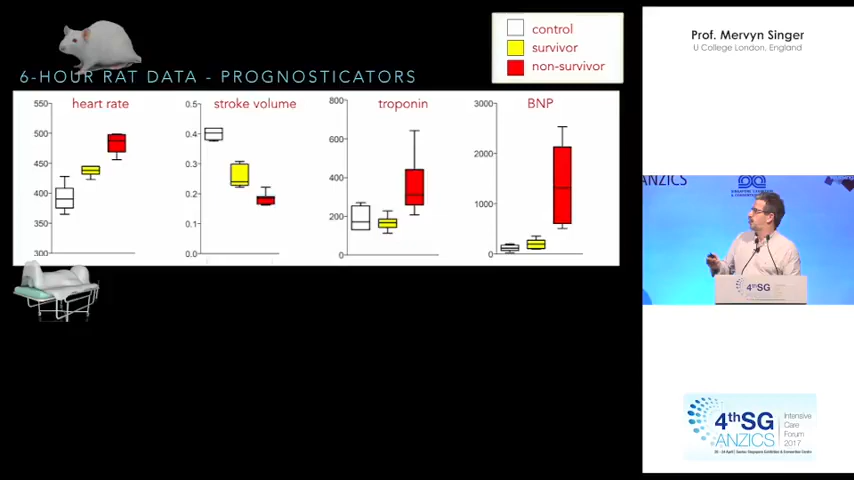 control
survivor
non-survivor
6-HOUR RAT DATA - PROGNOSTICATORS
heart rate
550
500
450
400
350
300
stroke volume
0.5
0.4
0.3
0.2
0.1
0.0
troponin
800
600
400
200
0
BNP
3000
2000
1000
0
Prof. Mervyn Singer
U College London, England
ANZICS
4thSG
4thSG
ANZICS
Intensive
Care
Forum
2017